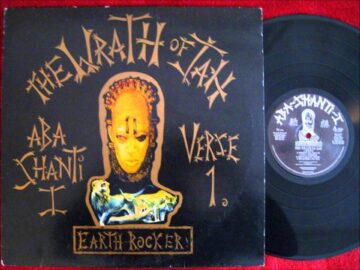 THE WRATH OF JAH
ABA
SHANTI
I
VERSE
1.
EARTH ROCKER!
ABA-SHANTI-I